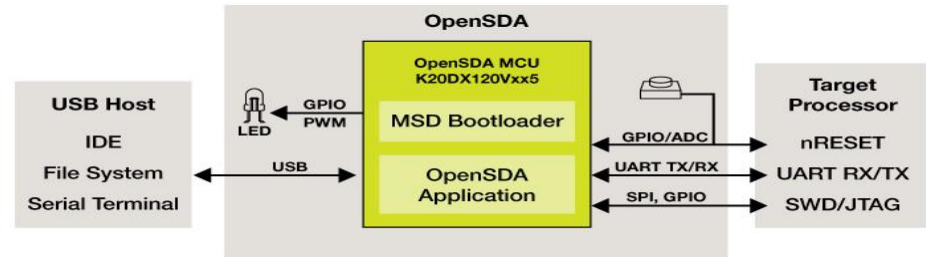 OpenSDA
USB Host
IDE
File System
Serial Terminal
LED
GPIO
PWM
USB
OpenSDA MCU
K20DX120Vxx5
MSD Bootloader
OpenSDA
Application
GPIO/ADC
UART TX/RX
SPI, GPIO
Target
Processor
nRESET
UART RX/TX
SWD/JTAG